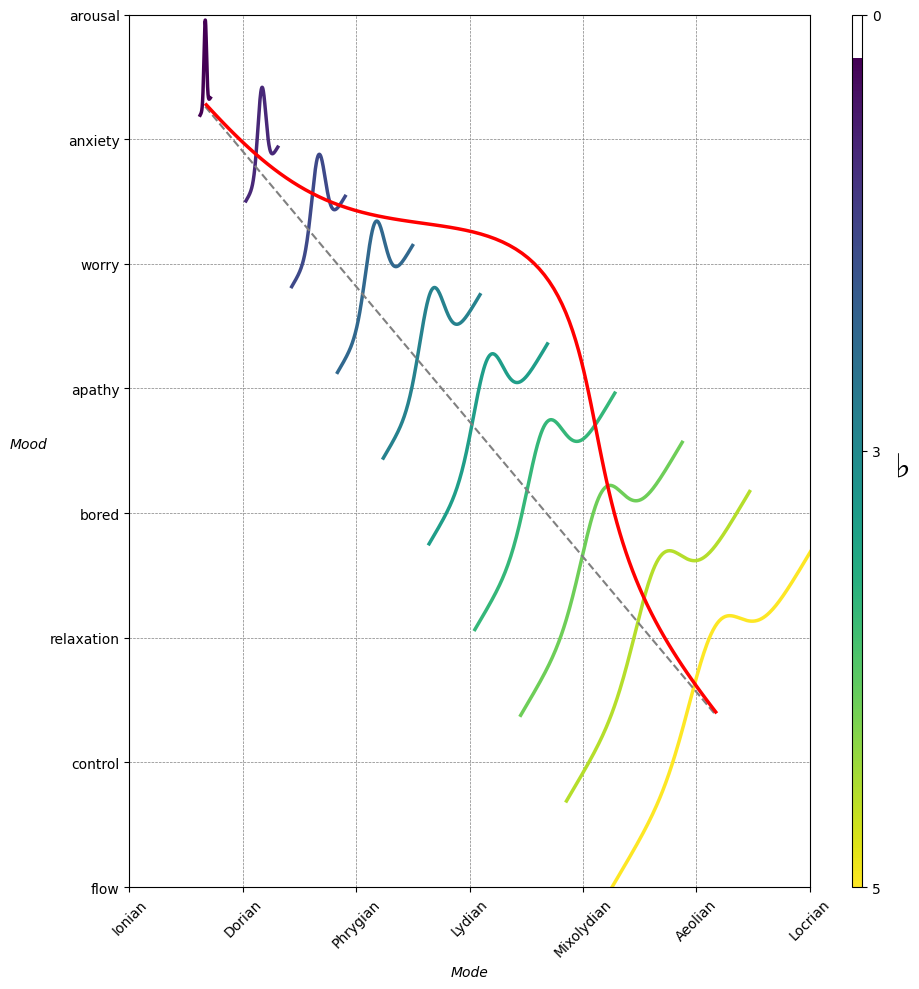 arousal
anxiety
worry
apathy
bored
relaxation
control
flow
Mood
Ionian
Dorian
Phrygian
Lydian
Mixolydian
Aeolian
Locrian
Mode
0
3
5
♭